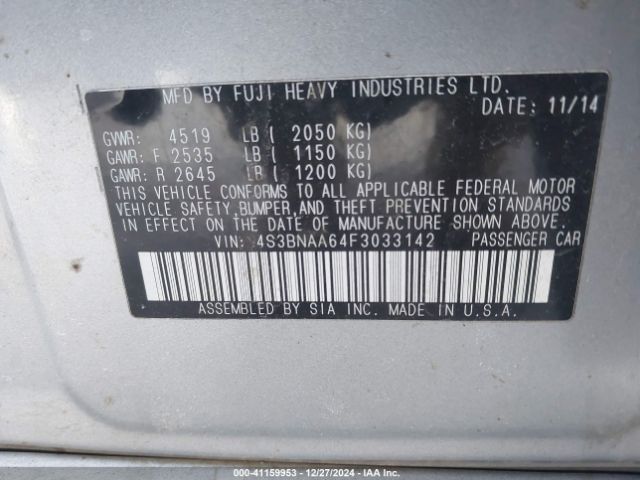 MFD BY FUJI HEAVY INDUSTRIES LTD.
DATE: 11/14
GVWR: 4519 LB ( 2050 KG)
GAWR: F 2535 LB ( 1150 KG)
GAWR: R 2645 LB ( 1200 KG)
THIS VEHICLE CONFORMS TO ALL APPLICABLE FEDERAL MOTOR
VEHICLE SAFETY, BUMPER, AND THEFT PREVENTION STANDARDS
IN EFFECT ON THE DATE OF MANUFACTURE SHOWN ABOVE.
VIN: 4S3BNAA64F3033142 PASSENGER CAR
ASSEMBLED BY SIA INC. MADE IN U.S.A.
000-41159953 - 12/27/2024 - IAA Inc.